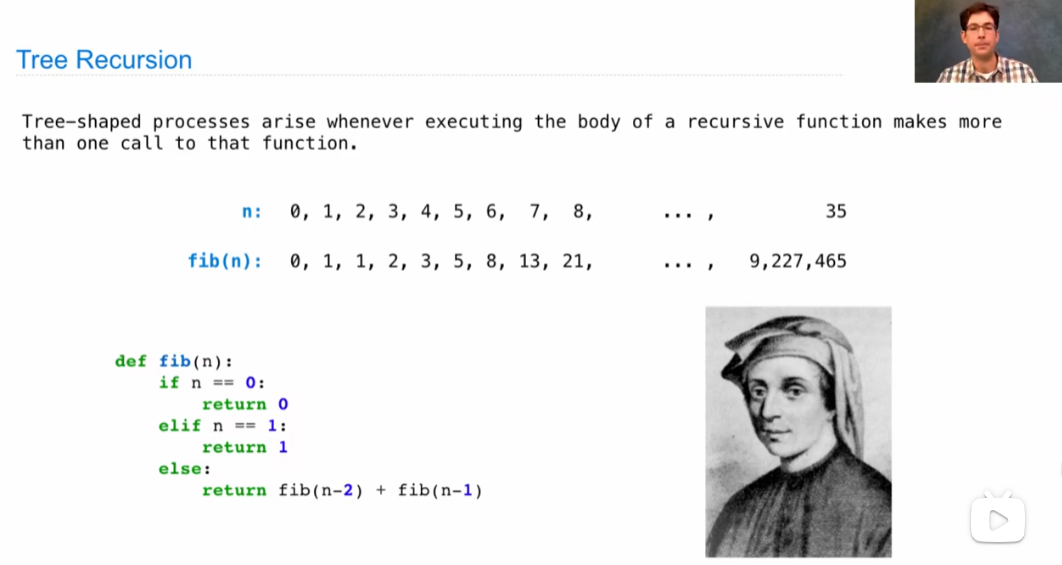 Tree Recursion
Tree-shaped processes arise whenever executing the body of a recursive function makes more
than one call to that function.
n: 0, 1, 2, 3, 4, 5, 6, 7, 8, ... , 35
fib(n): 0, 1, 1, 2, 3, 5, 8, 13, 21, ... , 9,227,465
def fib(n):
    if n == 0:
        return 0
    elif n == 1:
        return 1
    else:
        return fib(n-2) + fib(n-1)